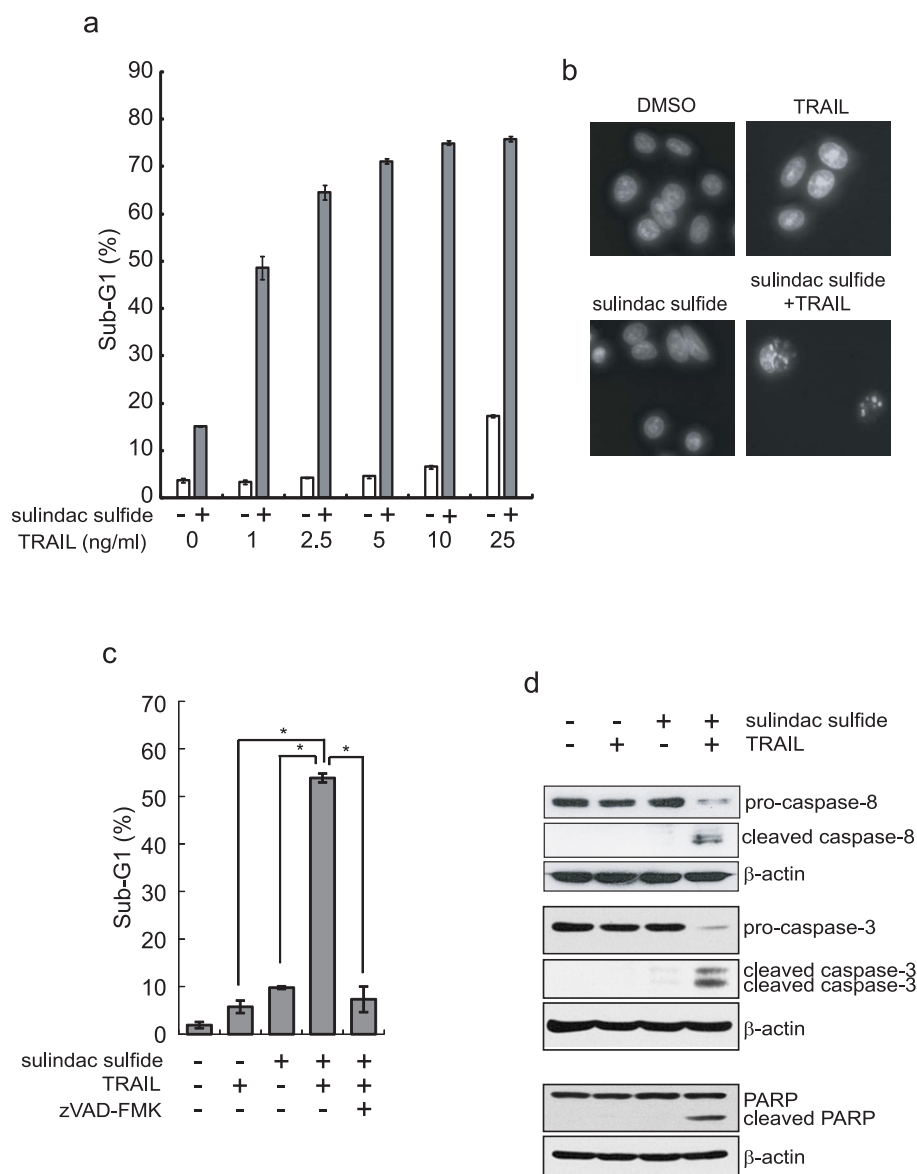 a
90
80
70
60
50
40
30
20
10
0
Sub-G1 (%)
sulindac sulfide - + - + - + - + - + - +
TRAIL (ng/ml) 0 1 2.5 5 10 25
b
DMSO TRAIL
sulindac sulfide
sulindac sulfide
+TRAIL
c
70
60
50
40
30
20
10
0
Sub-G1 (%)
*
* *
sulindac sulfide - - + + +
TRAIL - + - + +
zVAD-FMK - - - - +
d
- - + + sulindac sulfide
- + - + TRAIL
pro-caspase-8
cleaved caspase-8
β-actin
pro-caspase-3
cleaved caspase-3
cleaved caspase-3
β-actin
PARP
cleaved PARP
β-actin